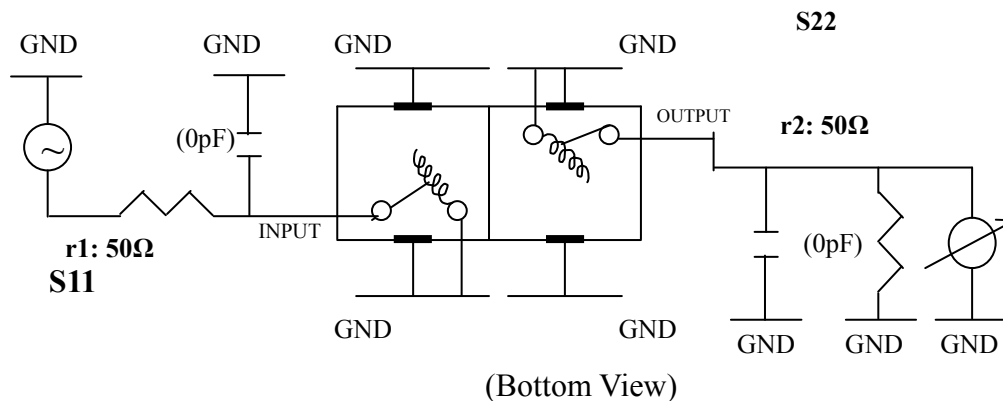 S22
GND
GND
GND
GND
(0pF)
OUTPUT
r2: 50Ω
INPUT
r1: 50Ω
S11
(0pF)
GND
GND
GND
GND
GND
(Bottom View)